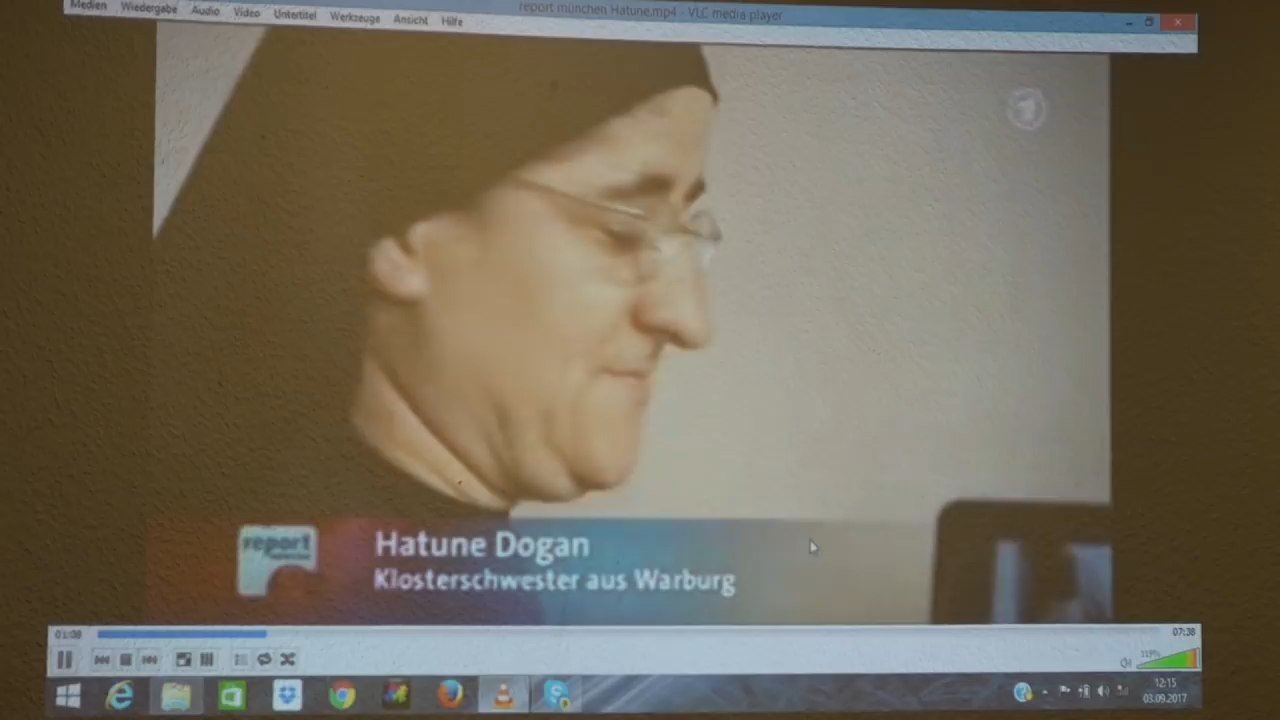 report münchen Hatune.mp4 - VLC media player
Medien Wiedergabe Audio Video Untertitel Werkzeuge Ansicht Hilfe
report
Hatune Dogan
Klosterschwester aus Warburg
01:08
07:38
119%
12:15
03.09.2017